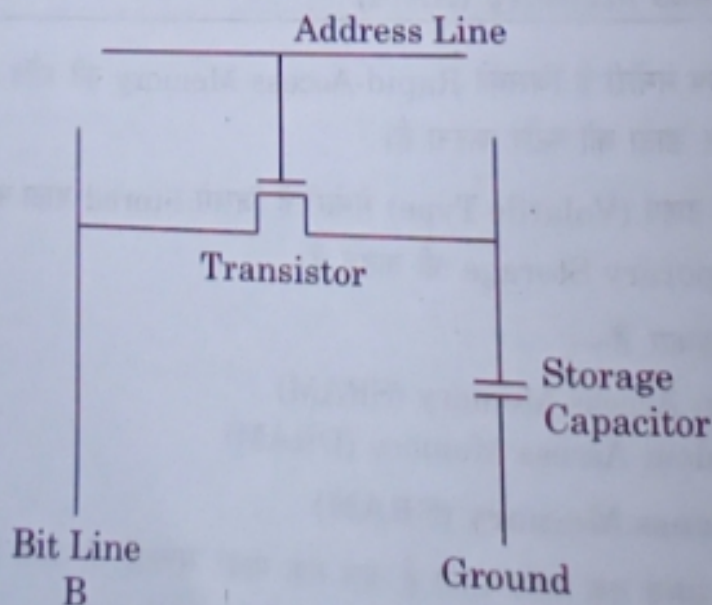 Address Line
Transistor
Storage
Capacitor
Bit Line
B
Ground